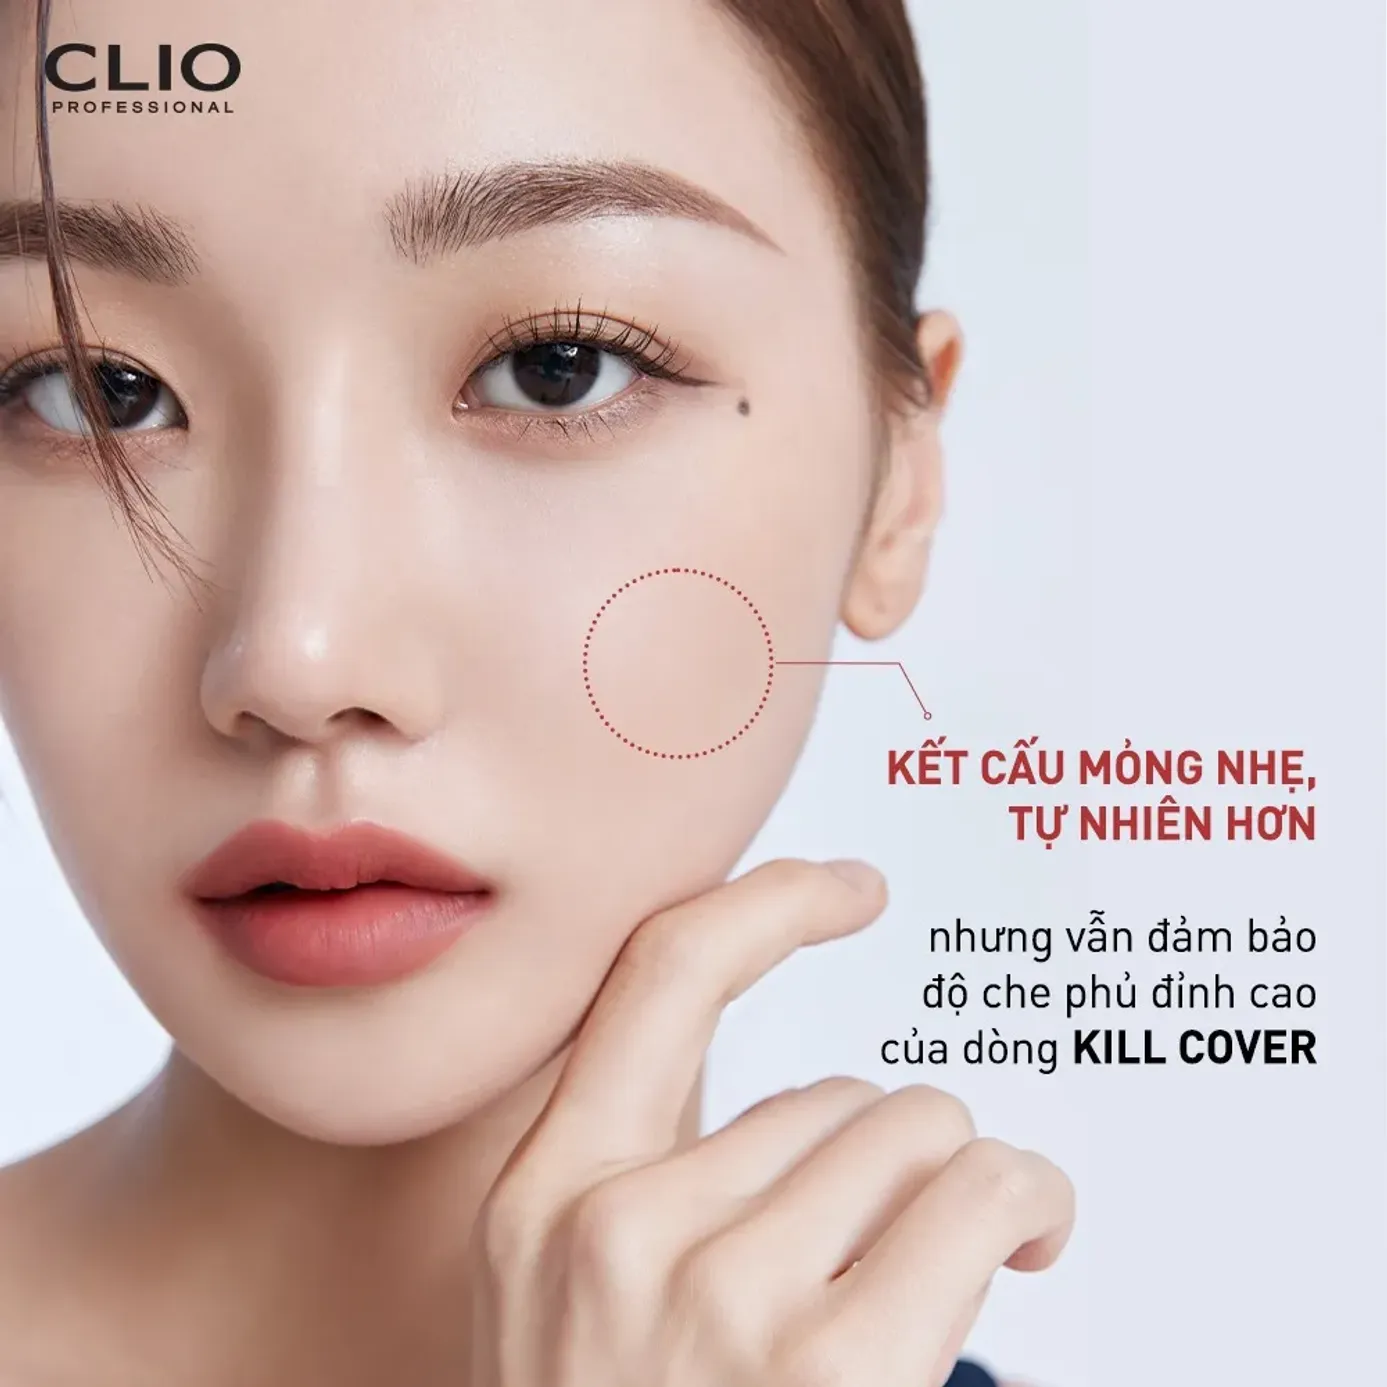 CLIO
PROFESSIONAL
KẾT CẤU MỎNG NHẸ,
TỰ NHIÊN HƠN
nhưng vẫn đảm bảo
độ che phủ đỉnh cao
của dòng KILL COVER